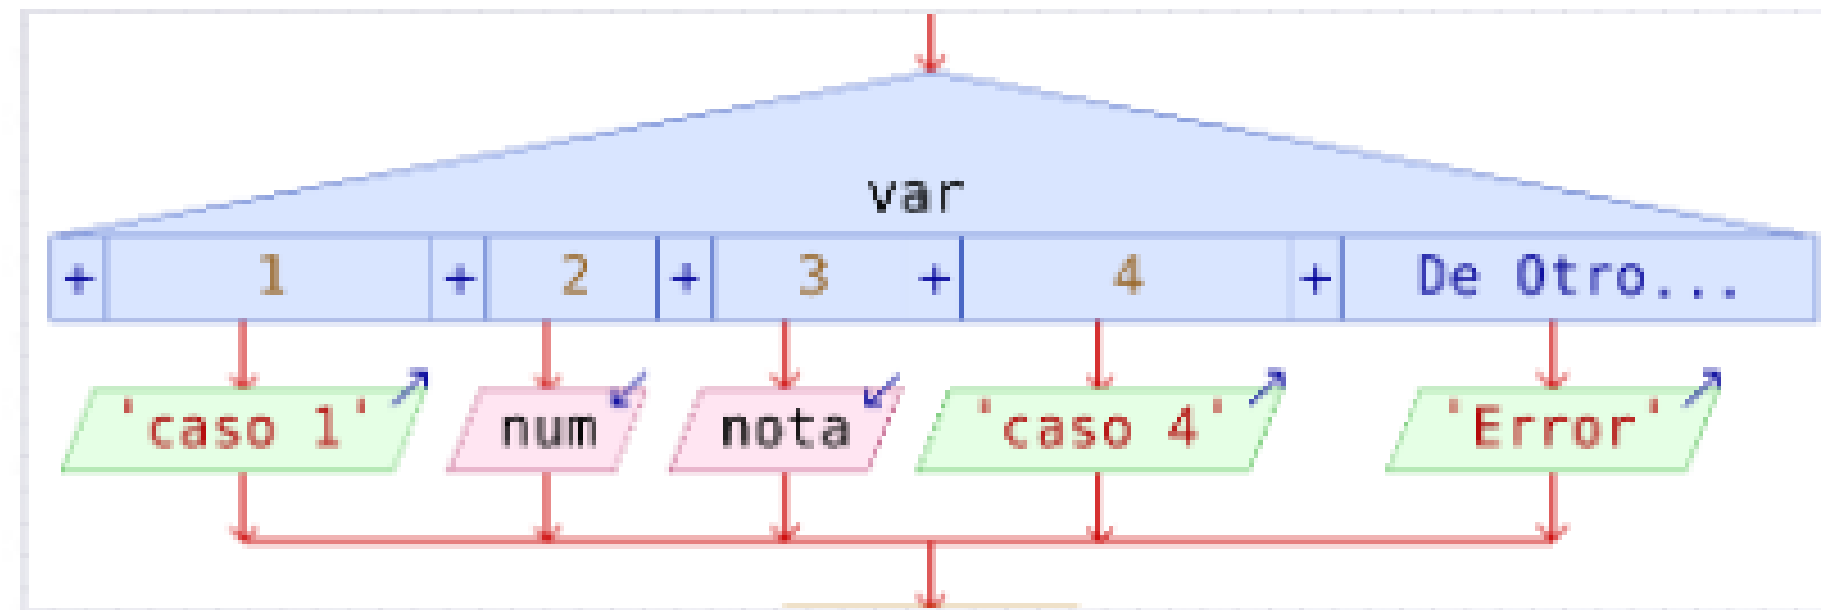 var
+ 1 + 2 + 3 + 4 + De Otro...
'caso 1' num nota 'caso 4' 'Error'